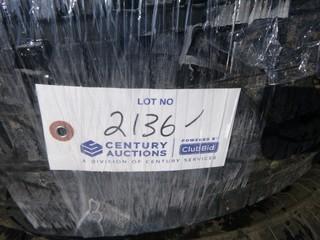 LOT NO
2136
CENTURY AUCTIONS
POWERED BY ClubBid
A DIVISION OF CENTURY SERVICES